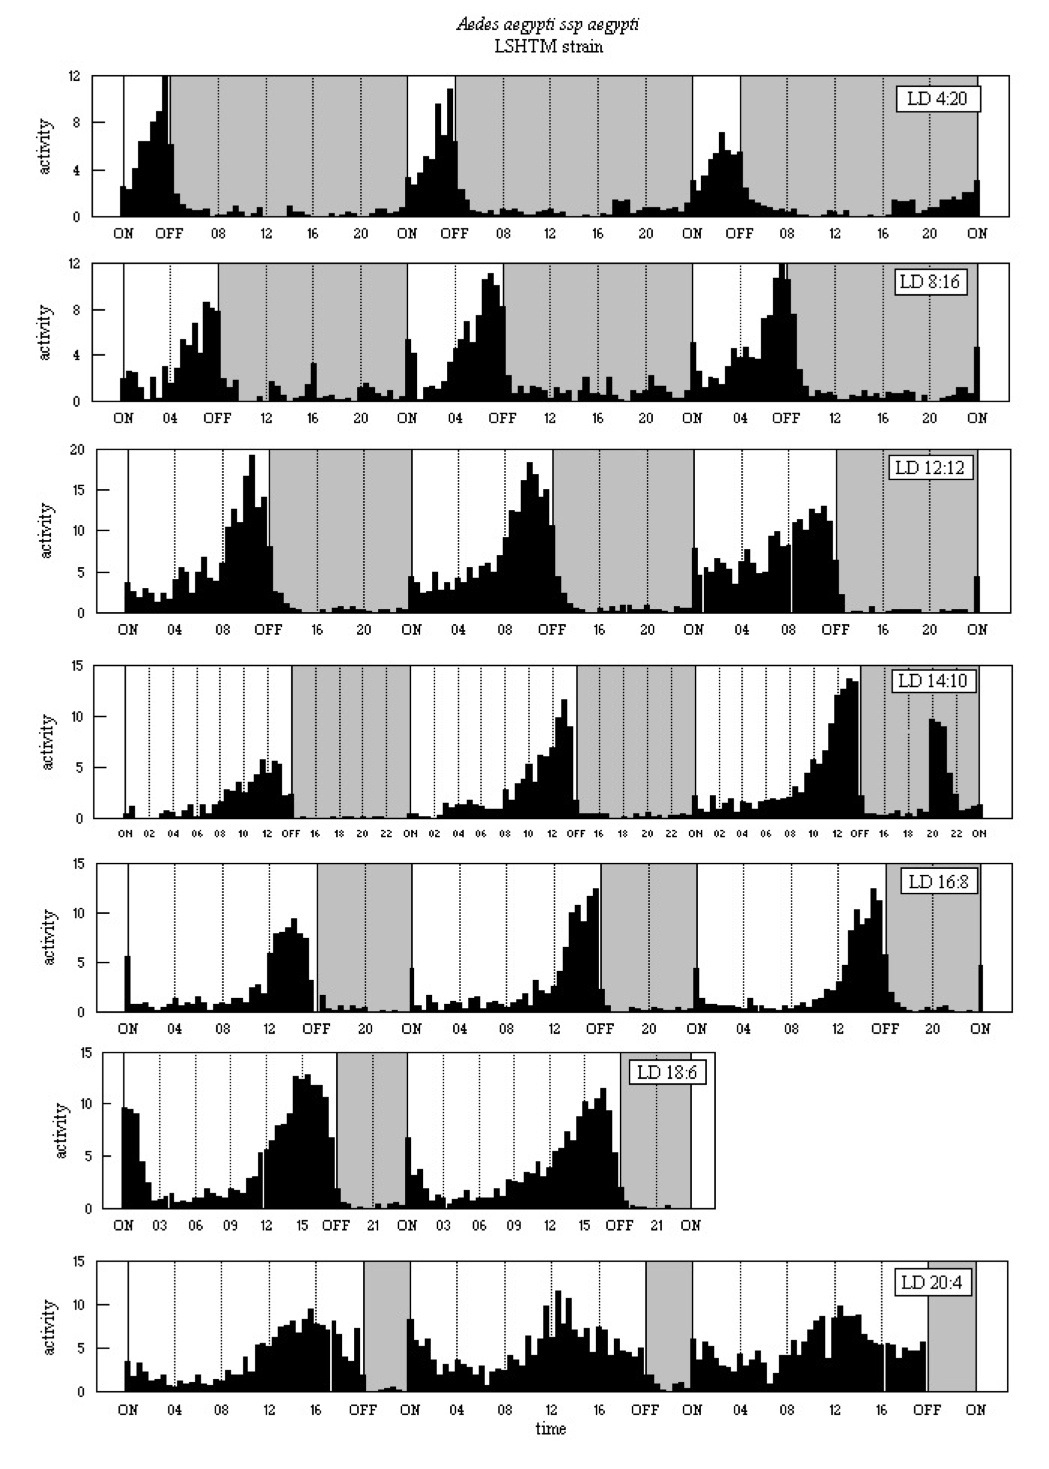 Aedes aegypti ssp aegypti
LSHTM strain
12
8
4
0
activity
LD 4:20
ON OFF 08 12 16 20 ON OFF 08 12 16 20 ON OFF 08 12 16 20 ON
12
8
4
0
activity
LD 8:16
ON 04 OFF 12 16 20 ON 04 OFF 12 16 20 ON 04 OFF 12 16 20 ON
20
15
10
5
0
activity
LD 12:12
ON 04 08 OFF 16 20 ON 04 08 OFF 16 20 ON 04 08 OFF 16 20 ON
15
10
5
0
activity
LD 14:10
ON 02 04 06 08 10 12 OFF 16 18 20 22 ON 02 04 06 08 10 12 OFF 16 18 20 22 ON 02 04 06 08 10 12 OFF 16 18 20 22 ON
15
10
5
0
activity
LD 16:8
ON 04 08 12 OFF 20 ON 04 08 12 OFF 20 ON 04 08 12 OFF 20 ON
15
10
5
0
activity
LD 18:6
ON 03 06 09 12 15 OFF 21 ON 03 06 09 12 15 OFF 21 ON
15
10
5
0
activity
LD 20:4
ON 04 08 12 16 OFF ON 04 08 12 16 OFF ON 04 08 12 16 OFF ON
time